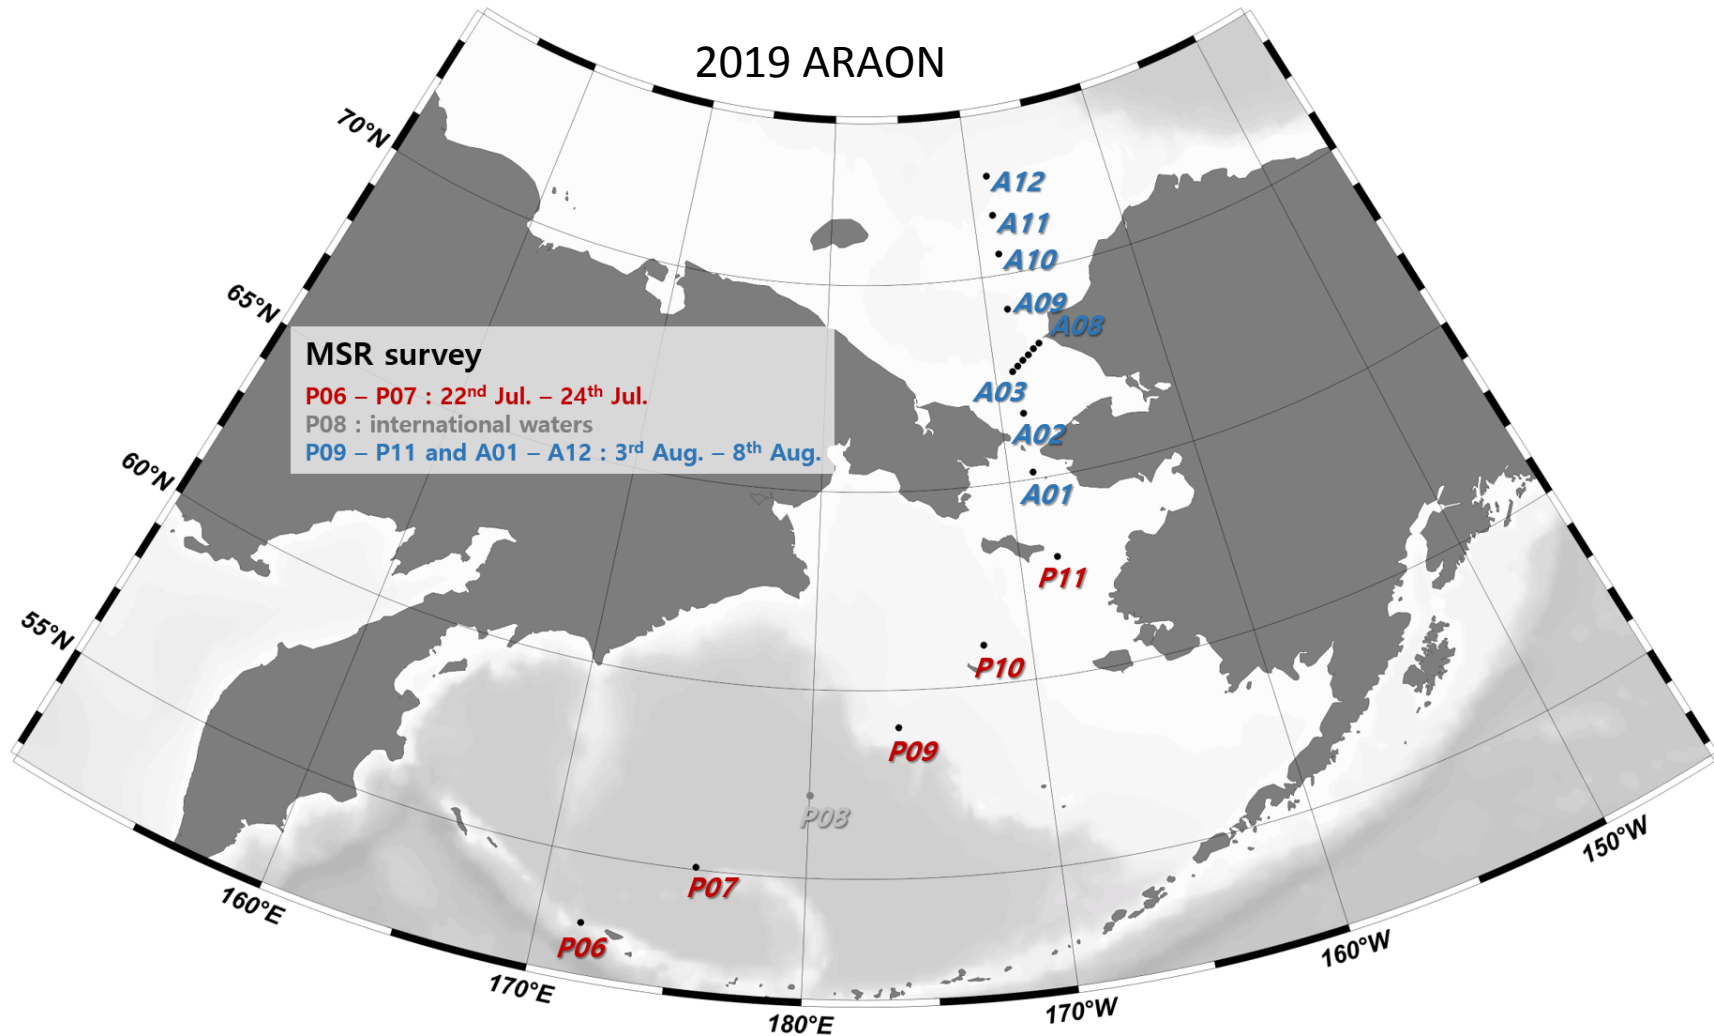 2019 ARAON
70°N
65°N
60°N
55°N
MSR survey
P06 – P07 : 22nd Jul. – 24th Jul.
P08 : international waters
P09 – P11 and A01 – A12 : 3rd Aug. – 8th Aug.
A12
A11
A10
A09
A08
A03
A02
A01
P11
P10
P09
P08
P07
P06
160°E
170°E
180°E
170°W
160°W
150°W